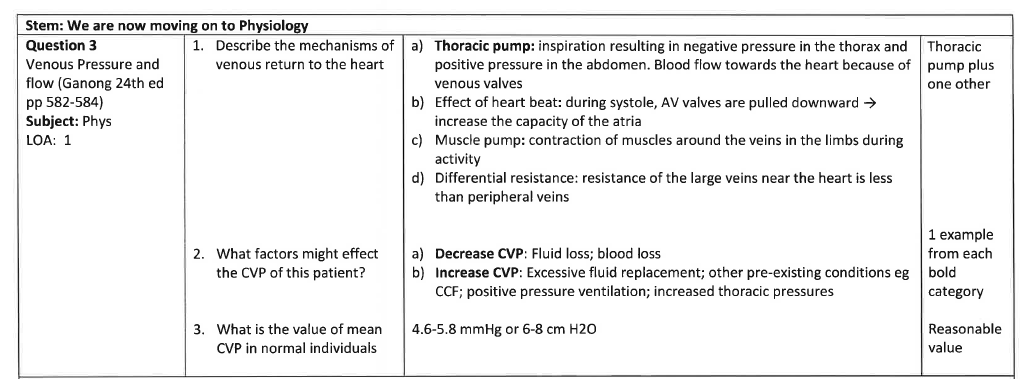 Stem: We are now moving on to Physiology
Question 3
Venous Pressure and
flow (Ganong 24th ed
pp 582-584)
Subject: Phys
LOA: 1
1. Describe the mechanisms of
venous return to the heart
a) Thoracic pump: inspiration resulting in negative pressure in the thorax and
positive pressure in the abdomen. Blood flow towards the heart because of
venous valves
b) Effect of heart beat: during systole, AV valves are pulled downward →
increase the capacity of the atria
c) Muscle pump: contraction of muscles around the veins in the limbs during
activity
d) Differential resistance: resistance of the large veins near the heart is less
than peripheral veins
Thoracic
pump plus
one other
2. What factors might effect
the CVP of this patient?
a) Decrease CVP: Fluid loss; blood loss
b) Increase CVP: Excessive fluid replacement; other pre-existing conditions eg
CCF; positive pressure ventilation; increased thoracic pressures
1 example
from each
bold
category
3. What is the value of mean
CVP in normal individuals
4.6-5.8 mmHg or 6-8 cm H2O
Reasonable
value